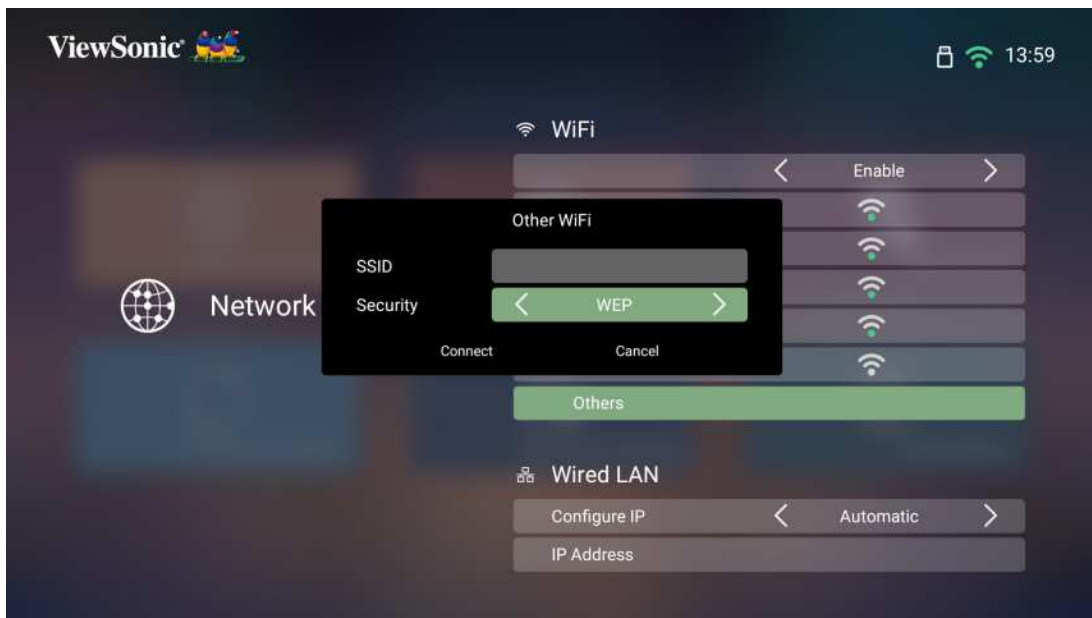 ViewSonic
13:59
WiFi
Enable
Other WiFi
SSID
Network
Security
WEP
Connect
Cancel
Others
Wired LAN
Configure IP
Automatic
IP Address